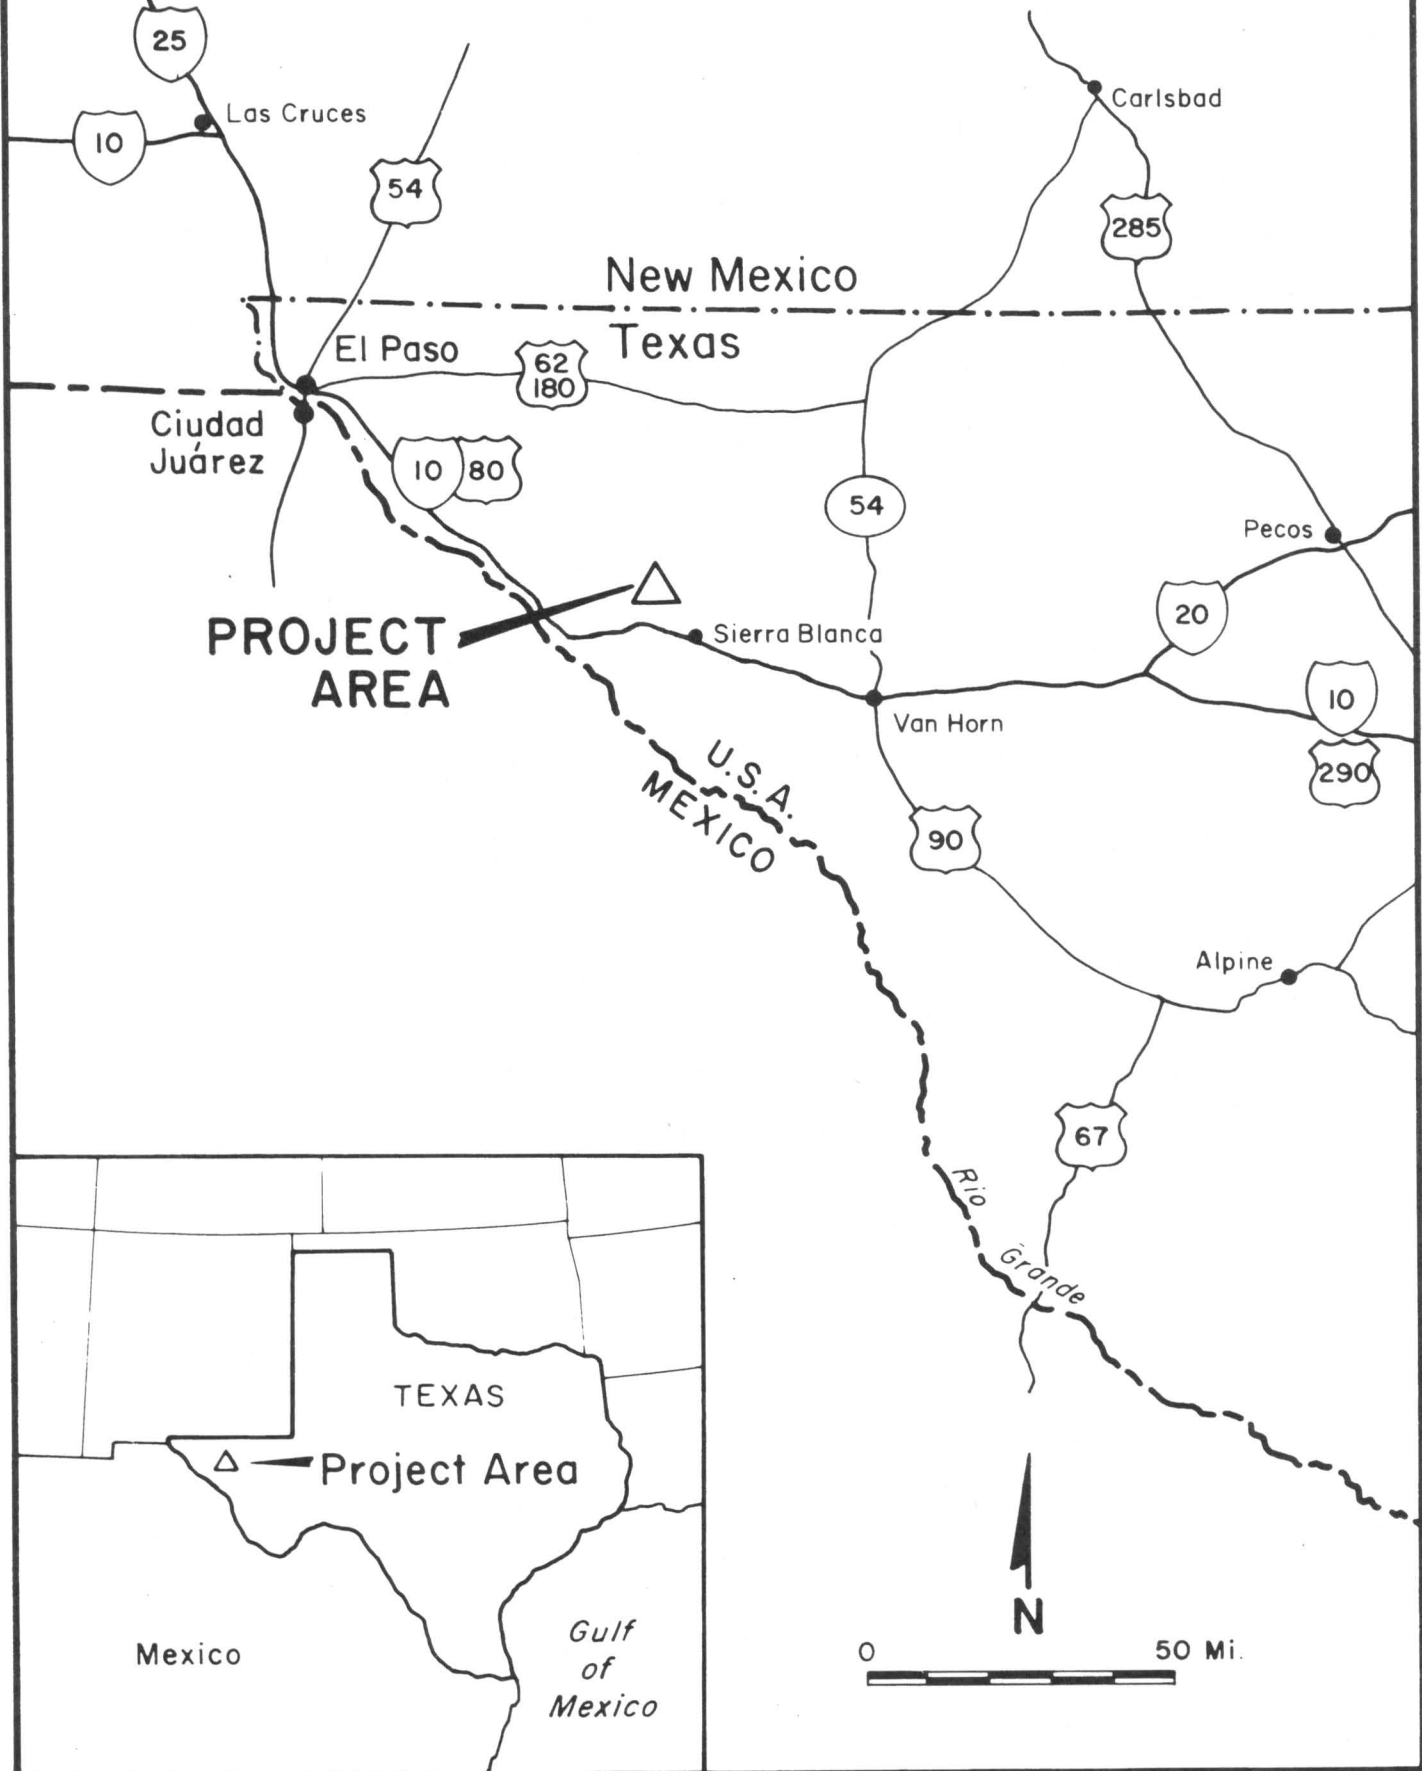 25
Las Cruces
10
54
Carlsbad
285
New Mexico
Texas
El Paso
62
180
Ciudad
Juárez
10
80
54
Pecos
20
PROJECT
AREA
Sierra Blanca
10
290
Van Horn
U.S.A.
MEXICO
90
Alpine
67
Rio
Grande
TEXAS
Project Area
Mexico
Gulf
of
Mexico
N
0
50 Mi.